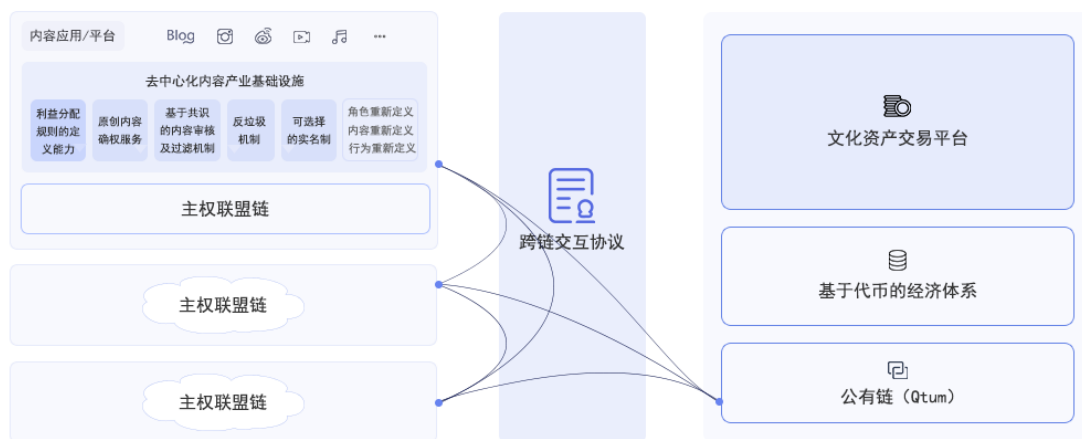 内容应用/平台
Blog
去中心化内容产业基础设施
利益分配
规则的定
义能力
原创内容
确权服务
基于共识
的内容审核
及过滤机制
反垃圾
机制
可选择
的实名制
角色重新定义
内容重新定义
行为重新定义
主权联盟链
主权联盟链
主权联盟链
跨链交互协议
文化资产交易平台
基于代币的经济体系
公有链（Qtum）